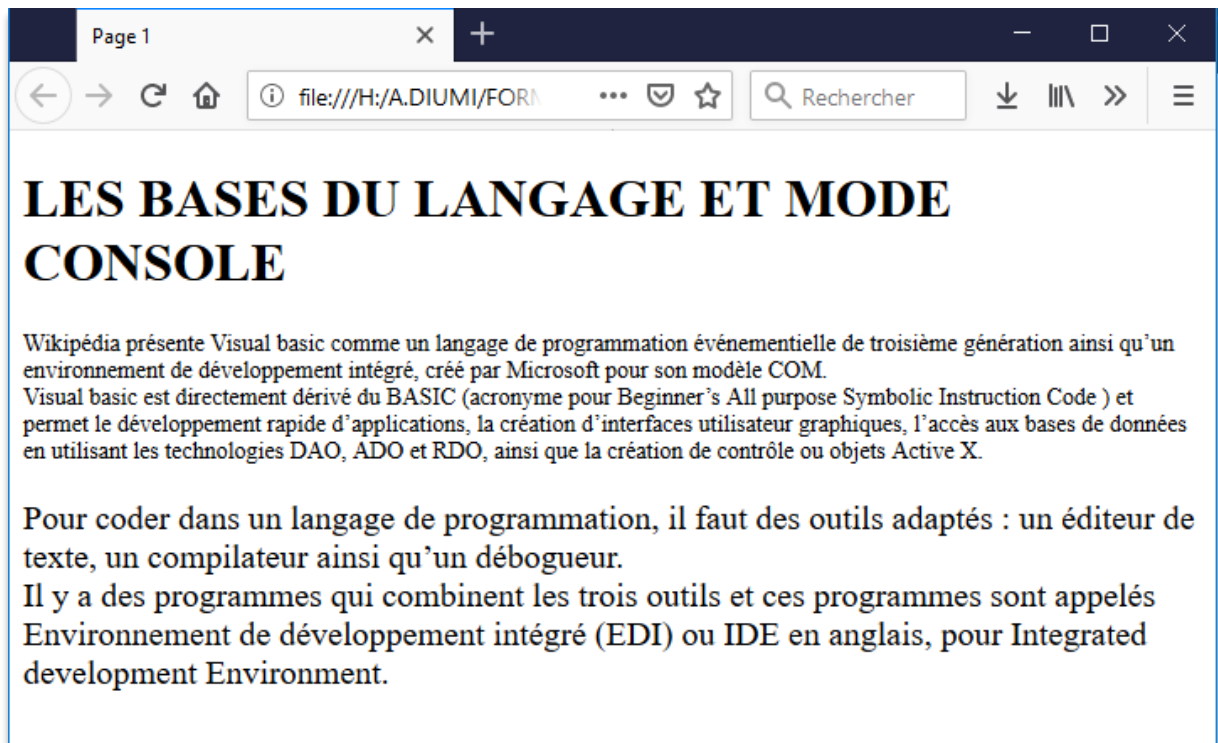 Page 1
file:///H:/A.DIUMI/FORM
Rechercher
LES BASES DU LANGAGE ET MODE
CONSOLE
Wikipédia présente Visual basic comme un langage de programmation événementielle de troisième génération ainsi qu’un
environnement de développement intégré, créé par Microsoft pour son modèle COM.
Visual basic est directement dérivé du BASIC (acronyme pour Beginner’s All purpose Symbolic Instruction Code ) et
permet le développement rapide d’applications, la création d’interfaces utilisateur graphiques, l’accès aux bases de données
en utilisant les technologies DAO, ADO et RDO, ainsi que la création de contrôle ou objets Active X.
Pour coder dans un langage de programmation, il faut des outils adaptés : un éditeur de
texte, un compilateur ainsi qu’un débogueur.
Il y a des programmes qui combinent les trois outils et ces programmes sont appelés
Environnement de développement intégré (EDI) ou IDE en anglais, pour Integrated
development Environment.